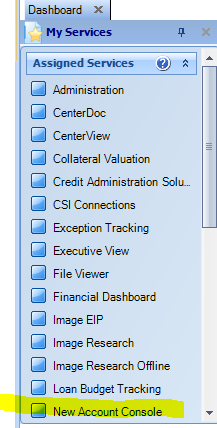 Dashboard
My Services
Assigned Services
Administration
CenterDoc
CenterView
Collateral Valuation
Credit Administration Solu...
CSI Connections
Exception Tracking
Executive View
File Viewer
Financial Dashboard
Image EIP
Image Research
Image Research Offline
Loan Budget Tracking
New Account Console